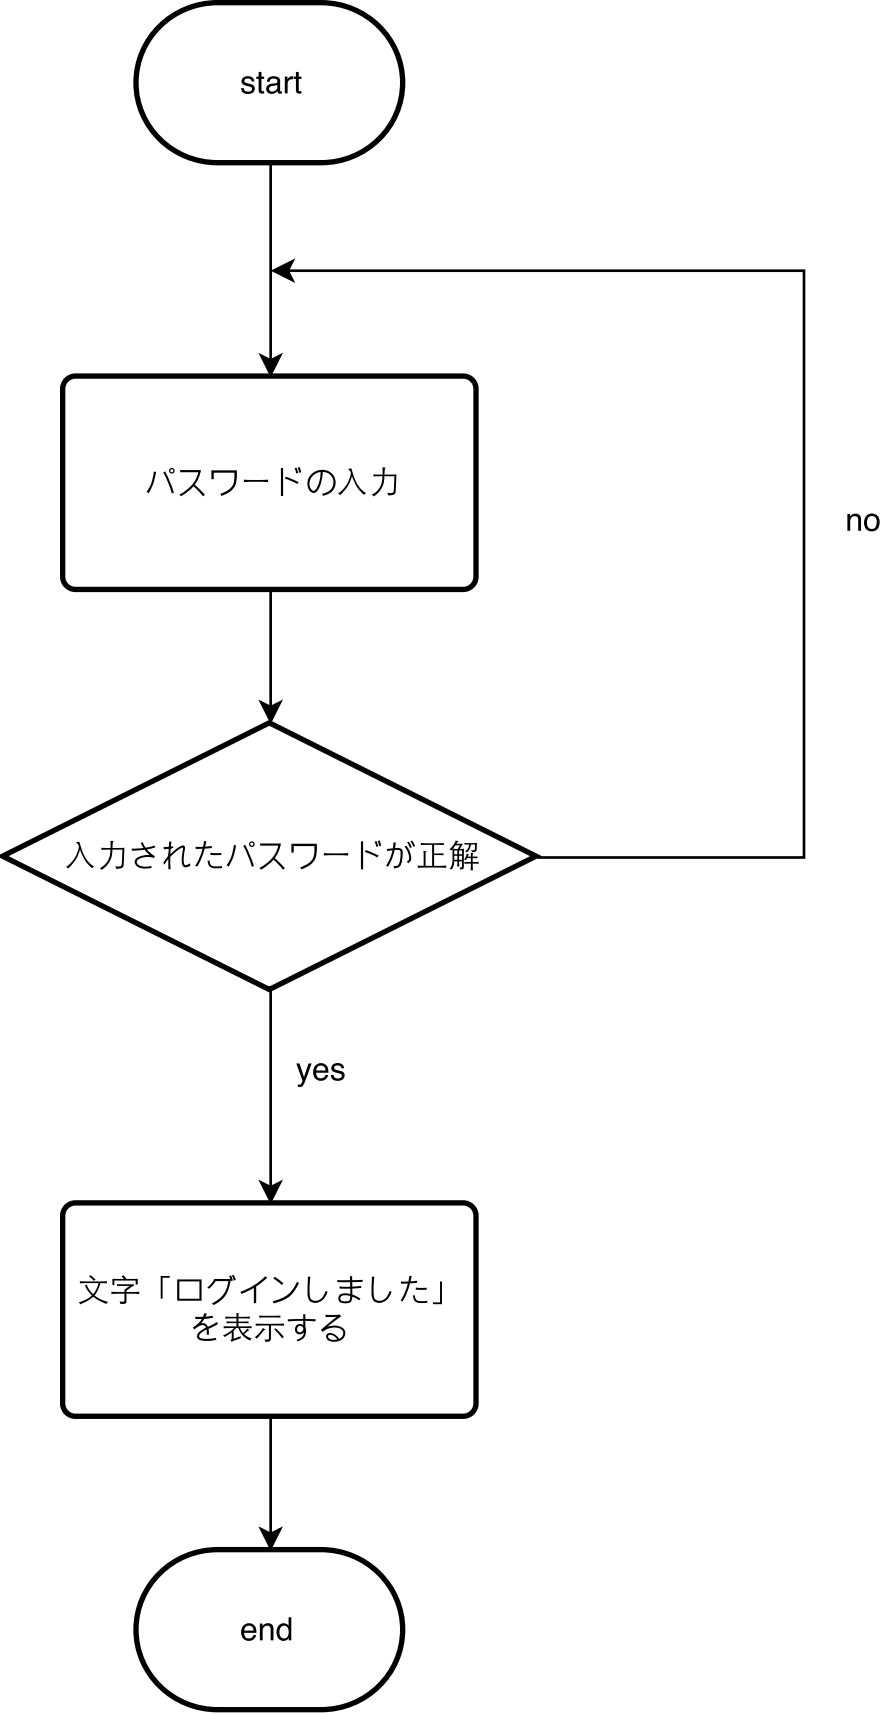 start
パスワードの入力
no
入力されたパスワードが正解
yes
文字「ログインしました」
を表示する
end